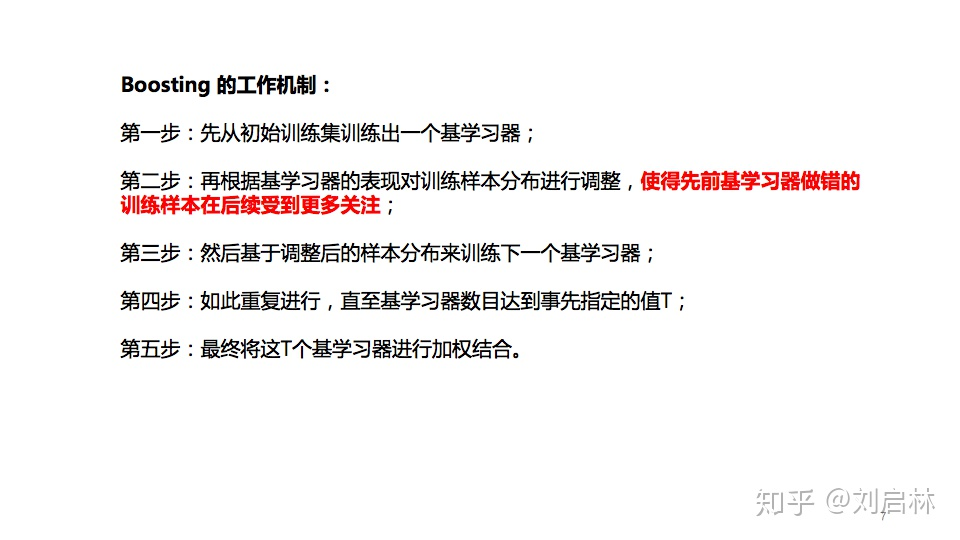 Boosting 的工作机制：
第一步：先从初始训练集训练出一个基学习器；
第二步：再根据基学习器的表现对训练样本分布进行调整，使得先前基学习器做错的
训练样本在后续受到更多关注；
第三步：然后基于调整后的样本分布来训练下一个基学习器；
第四步：如此重复进行，直至基学习器数目达到事先指定的值T；
第五步：最终将这T个基学习器进行加权结合。
知乎 @刘启林
7